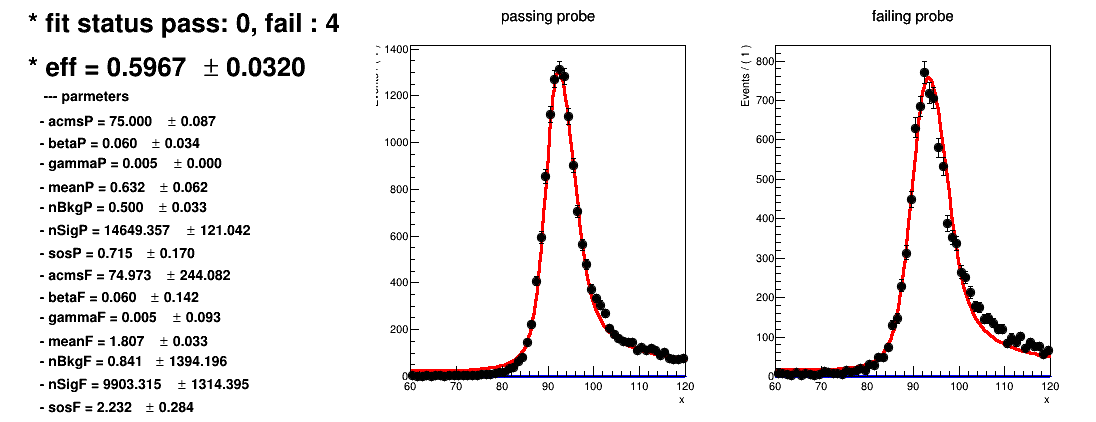 * fit status pass: 0, fail : 4
* eff = 0.5967 ± 0.0320
--- parmeters
- acmsP = 75.000 ± 0.087
- betaP = 0.060 ± 0.034
- gammaP = 0.005 ± 0.000
- meanP = 0.632 ± 0.062
- nBkgP = 0.500 ± 0.033
- nSigP = 14649.357 ± 121.042
- sosP = 0.715 ± 0.170
- acmsF = 74.973 ± 244.082
- betaF = 0.060 ± 0.142
- gammaF = 0.005 ± 0.093
- meanF = 1.807 ± 0.033
- nBkgF = 0.841 ± 1394.196
- nSigF = 9903.315 ± 1314.395
- sosF = 2.232 ± 0.284
passing probe
1400
1200
1000
800
600
400
200
0
60 70 80 90 100 110 120
x
failing probe
Events / ( 1 )
800
700
600
500
400
300
200
100
0
60 70 80 90 100 110 120
x